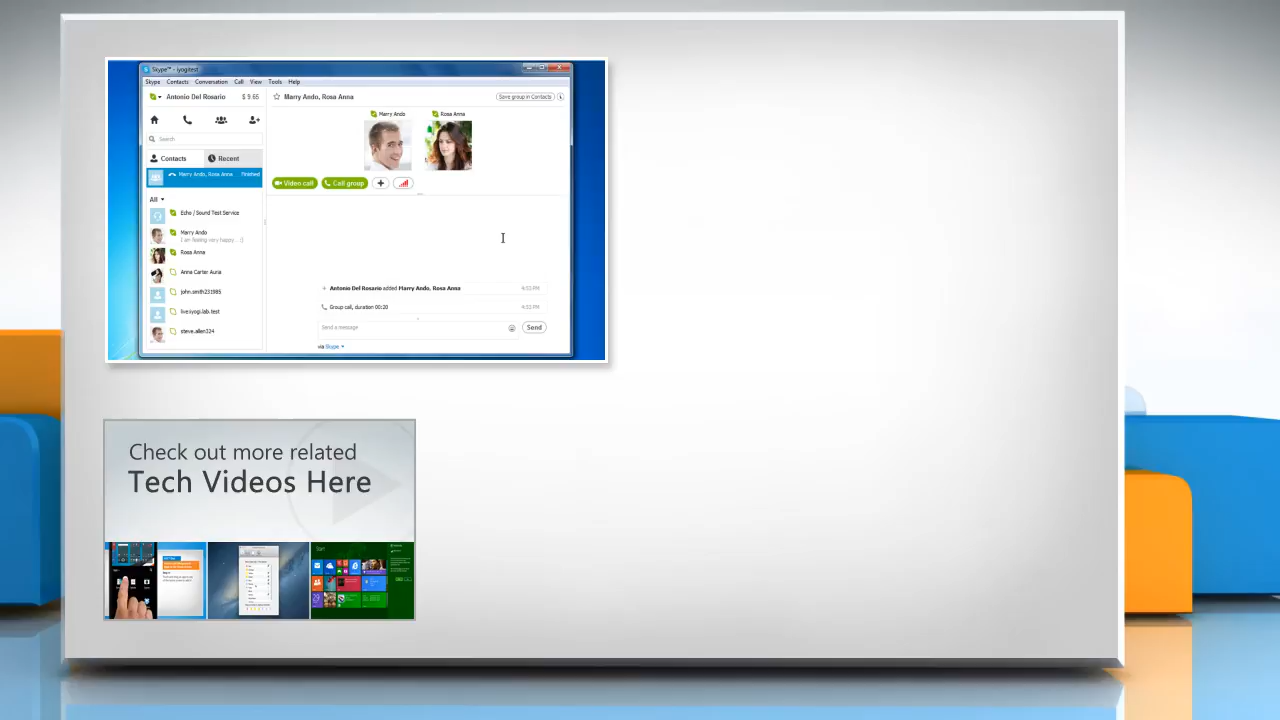 Skype™ - iyogitest
Skype Contacts Conversation Call View Tools Help
Antonio Del Rosario $ 9.65
Marry Ando, Rosa Anna
Save group in Contacts
Marry Ando
Rosa Anna
Search
Contacts
Recent
Video call
Call group
Marry Ando, Rosa Anna Finished
All
Echo / Sound Test Service
Marry Ando
I am feeling very happy...
Rosa Anna
Anna Carter Auria
john.smith231985
live:iyogi.lab.test
steve.allen324
Antonio Del Rosario added Marry Ando, Rosa Anna 4:53 PM
Group call, duration 00:20 4:53 PM
Send a message
Send
via Skype
Check out more related
Tech Videos Here
Start